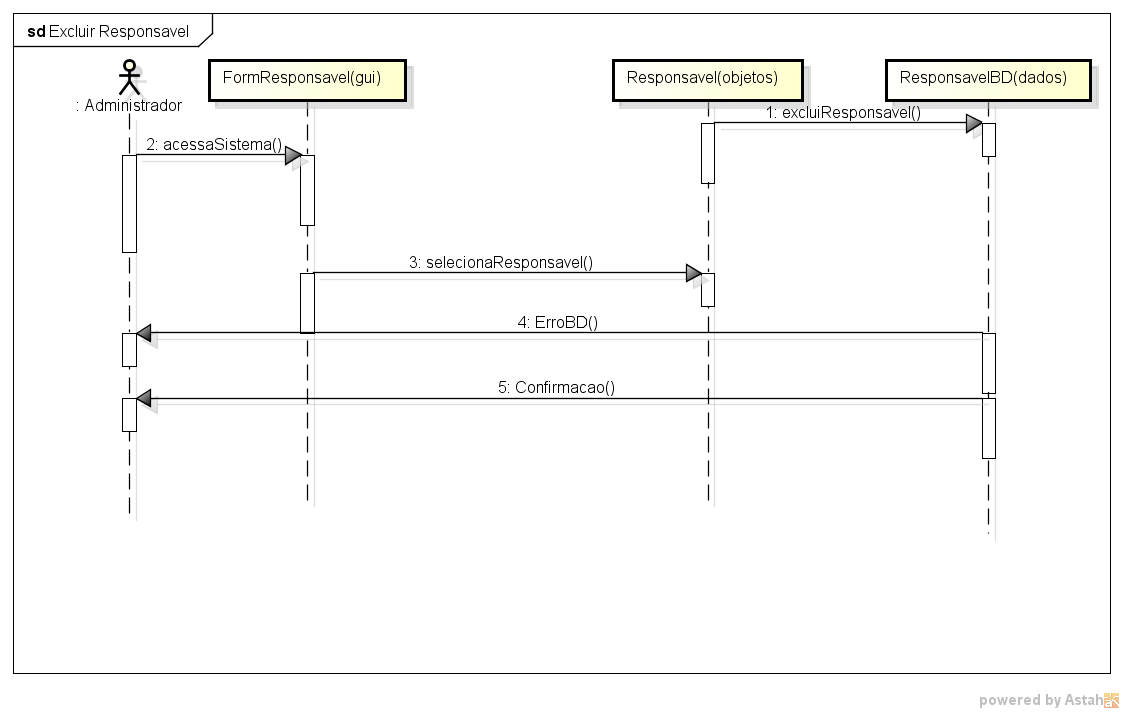 sd Excluir Responsavel
: Administrador
FormResponsavel(gui)
Responsavel(objetos)
ResponsavelBD(dados)
1: excluiResponsavel()
2: acessaSistema()
3: selecionaResponsavel()
4: ErroBD()
5: Confirmacao()
powered by Astah